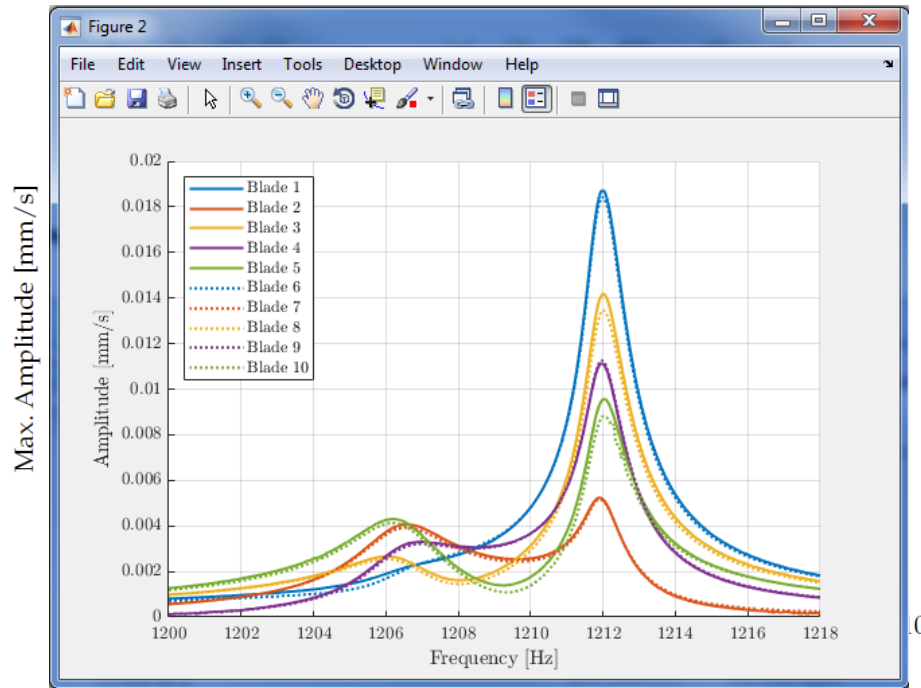 Figure 2
File Edit View Insert Tools Desktop Window Help
Max. Amplitude [mm/s]
Amplitude [mm/s]
0.02
0.018
0.016
0.014
0.012
0.01
0.008
0.006
0.004
0.002
0
Blade 1
Blade 2
Blade 3
Blade 4
Blade 5
Blade 6
Blade 7
Blade 8
Blade 9
Blade 10
1200 1202 1204 1206 1208 1210 1212 1214 1216 1218
Frequency [Hz]